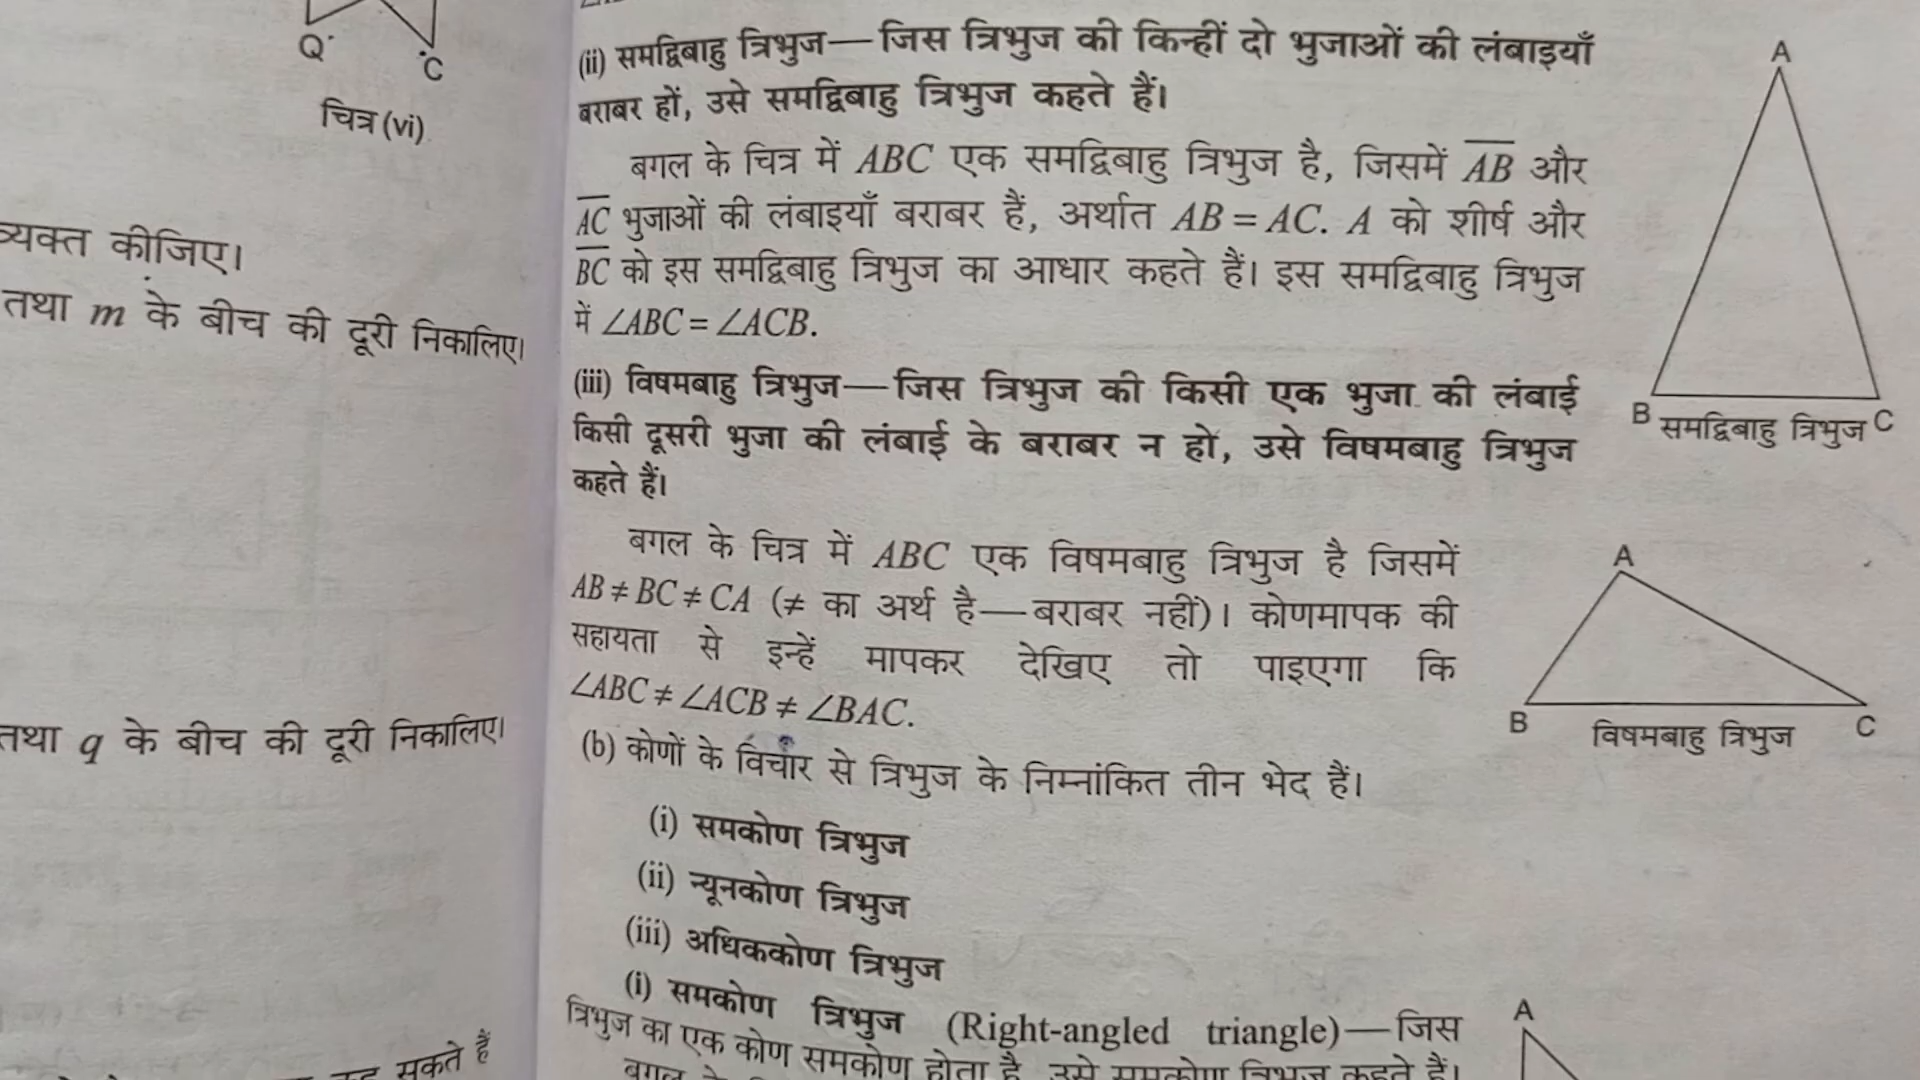 Q
C
चित्र (vi)
व्यक्त कीजिए।
तथा m के बीच की दूरी निकालिए।
तथा q के बीच की दूरी निकालिए।
सकते हैं
(ii) समद्विबाहु त्रिभुज—जिस त्रिभुज की किन्हीं दो भुजाओं की लंबाइयाँ
बराबर हों, उसे समद्विबाहु त्रिभुज कहते हैं।
बगल के चित्र में ABC एक समद्विबाहु त्रिभुज है, जिसमें A̅B̅ और
A̅C̅ भुजाओं की लंबाइयाँ बराबर हैं, अर्थात AB = AC. A को शीर्ष और
B̅C̅ को इस समद्विबाहु त्रिभुज का आधार कहते हैं। इस समद्विबाहु त्रिभुज
में ∠ABC = ∠ACB.
A
B
C
समद्विबाहु त्रिभुज
(iii) विषमबाहु त्रिभुज—जिस त्रिभुज की किसी एक भुजा की लंबाई
किसी दूसरी भुजा की लंबाई के बराबर न हो, उसे विषमबाहु त्रिभुज
कहते हैं।
बगल के चित्र में ABC एक विषमबाहु त्रिभुज है जिसमें
AB ≠ BC ≠ CA (≠ का अर्थ है—बराबर नहीं)। कोणमापक की
सहायता से इन्हें मापकर देखिए तो पाइएगा कि
∠ABC ≠ ∠ACB ≠ ∠BAC.
A
B
C
विषमबाहु त्रिभुज
(b) कोणों के विचार से त्रिभुज के निम्नांकित तीन भेद हैं।
(i) समकोण त्रिभुज
(ii) न्यूनकोण त्रिभुज
(iii) अधिककोण त्रिभुज
(i) समकोण त्रिभुज (Right-angled triangle)—जिस
त्रिभुज का एक कोण समकोण होता है, उसे समकोण त्रिभुज कहते हैं।
बगल के
A